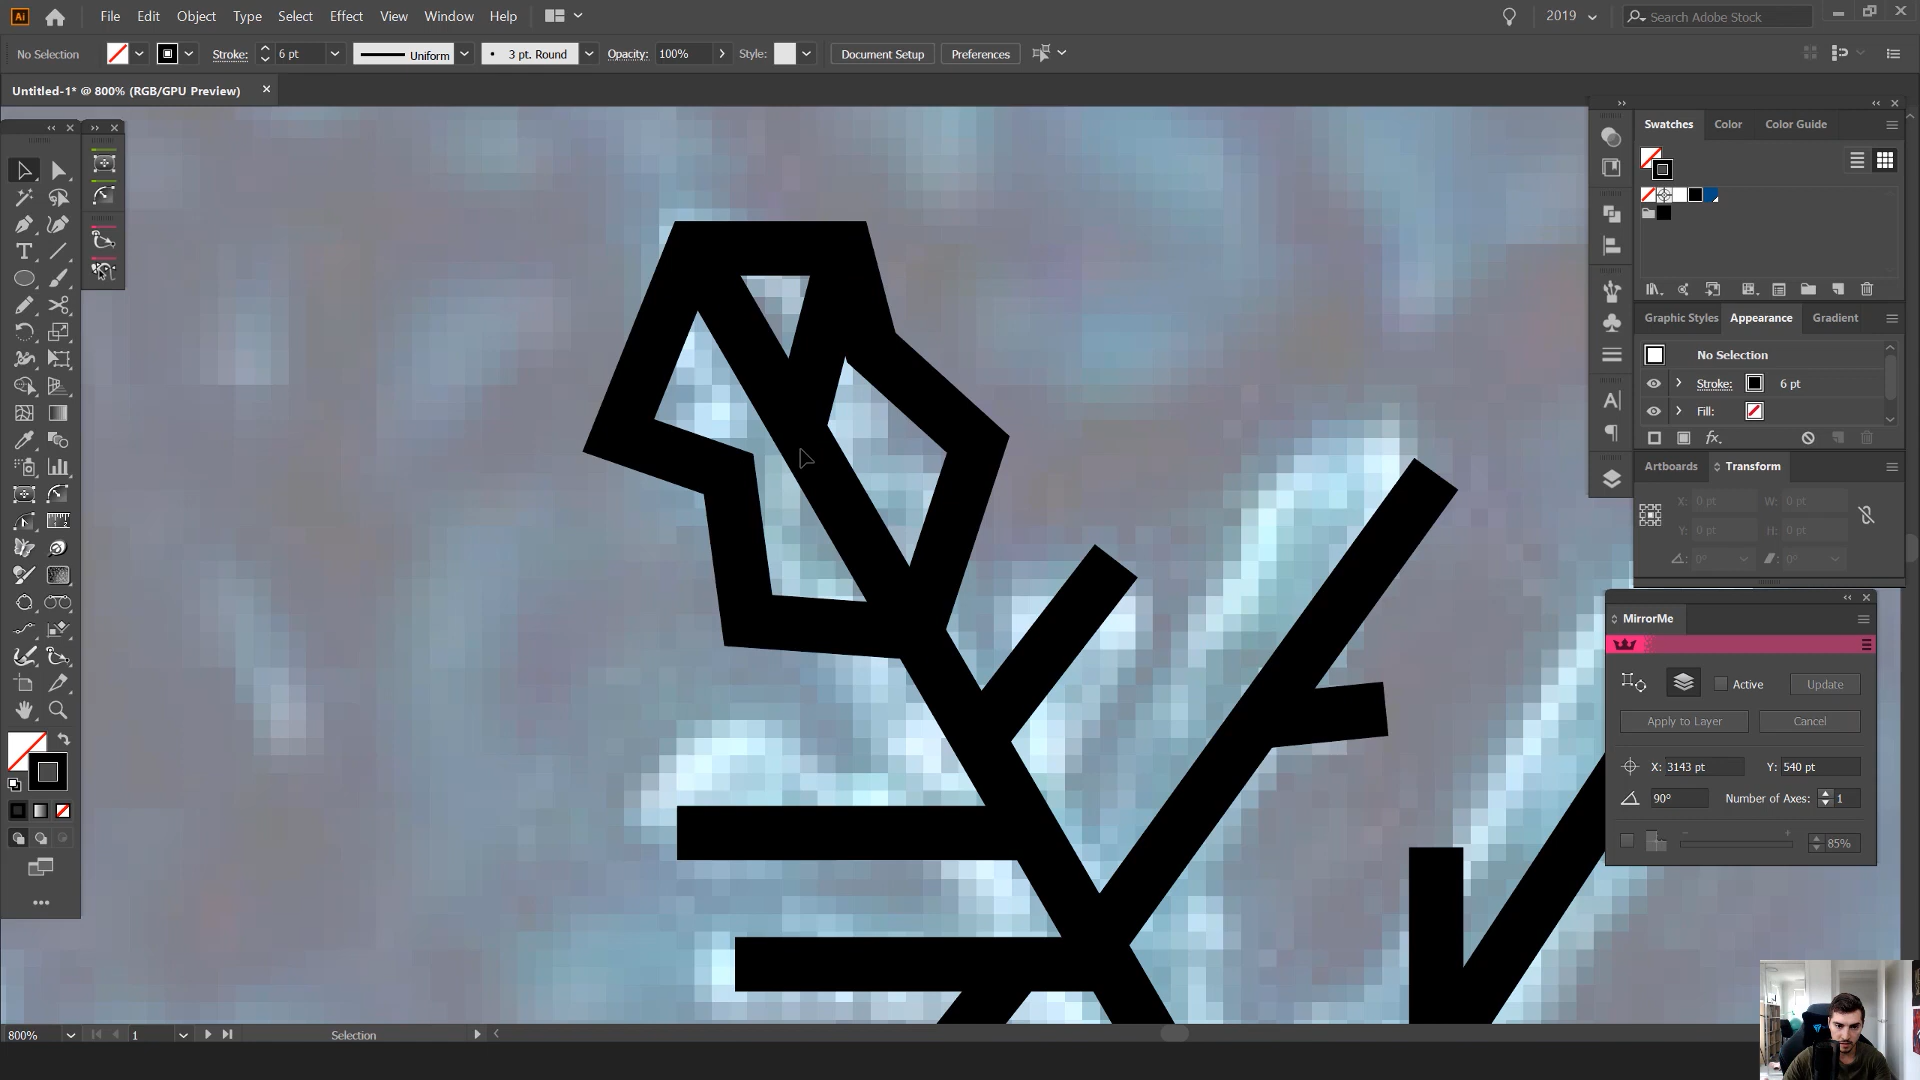 Ai File Edit Object Type Select Effect View Window Help 2019 Search Adobe Stock
No Selection Stroke: 6 pt Uniform 3 pt. Round Opacity: 100% Style: Document Setup Preferences
Untitled-1* @ 800% (RGB/GPU Preview)
Swatches Color Color Guide
Graphic Styles Appearance Gradient
No Selection
Stroke: 6 pt
Fill:
fx.
Artboards Transform
X: 0 pt W: 0 pt
Y: 0 pt H: 0 pt
0° 0°
MirrorMe
Active Update
Apply to Layer Cancel
X: 3143 pt Y: 540 pt
90° Number of Axes: 1
85%
800% 1 Selection